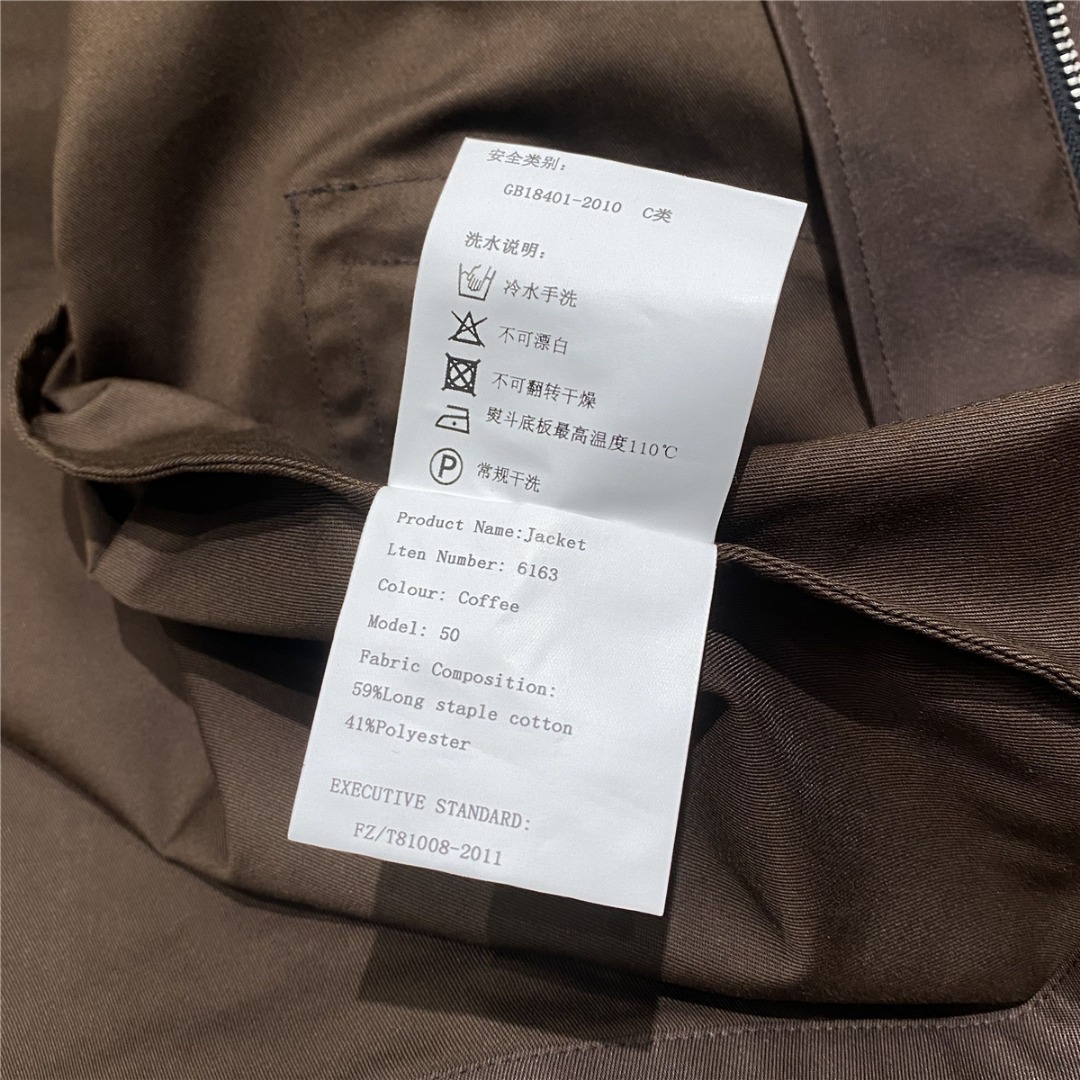 安全类别:
GB18401-2010 C类
洗水说明:
冷水手洗
不可漂白
不可翻转干燥
熨斗底板最高温度110℃
P 常规干洗
Product Name:Jacket
Lten Number: 6163
Colour: Coffee
Model: 50
Fabric Composition:
59%Long staple cotton
41%Polyester
EXECUTIVE STANDARD:
FZ/T81008-2011